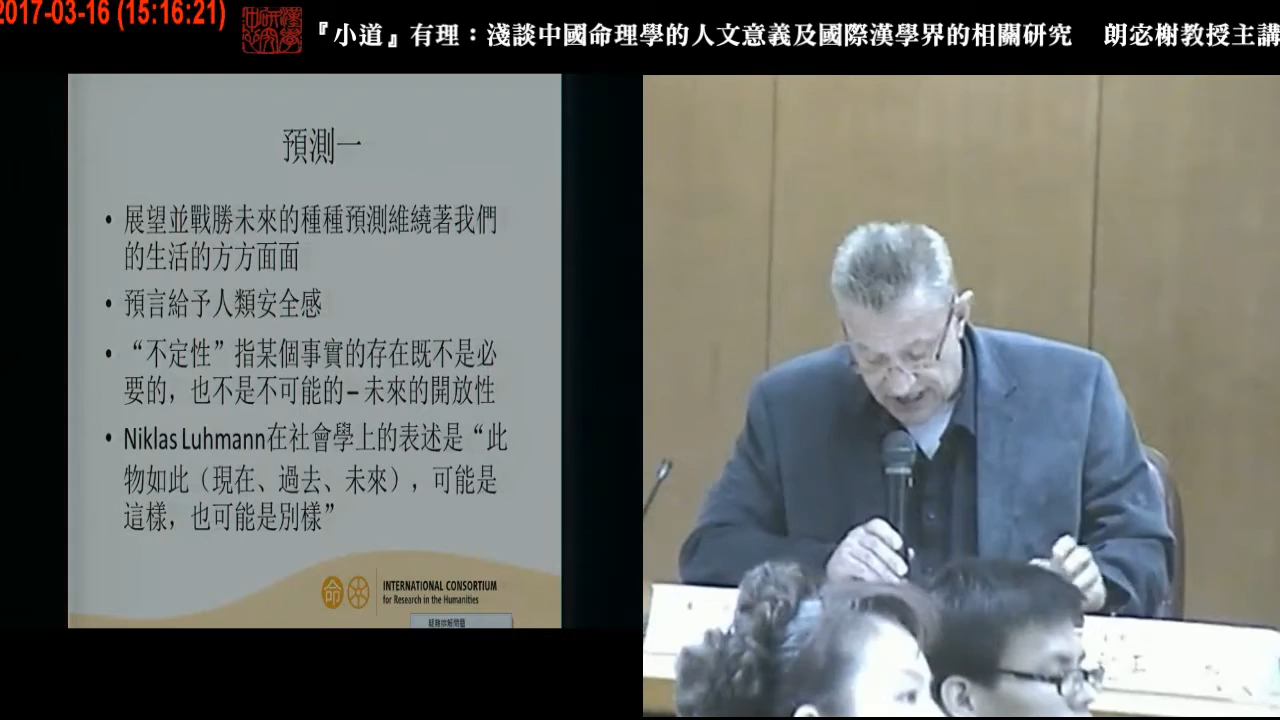 2017-03-16 (15:16:21)
『小道』有理：淺談中國命理學的人文意義及國際漢學界的相關研究 朗宓榭教授主講
預測一
• 展望並戰勝未來的種種預測維繞著我們
的生活的方方面面
• 預言給予人類安全感
• “不定性”指某個事實的存在既不是必
要的，也不是不可能的–未來的開放性
• Niklas Luhmann在社會學上的表述是“此
物如此（現在、過去、未來），可能是
這樣，也可能是別樣”
命
INTERNATIONAL CONSORTIUM
for Research in the Humanities